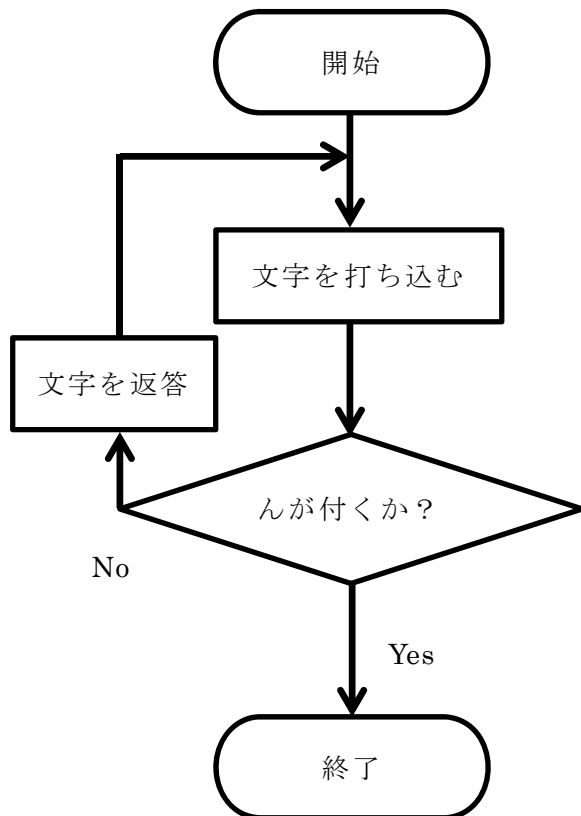 開始
文字を打ち込む
文字を返答
んが付くか？
No
Yes
終了